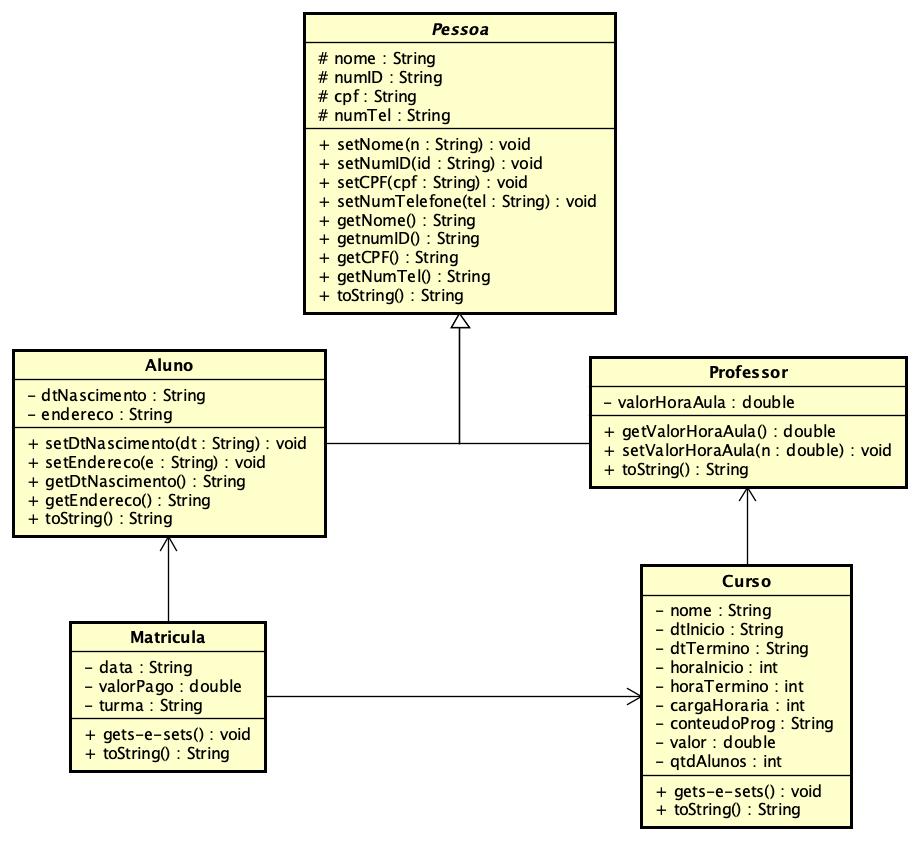 Pessoa
# nome : String
# numID : String
# cpf : String
# numTel : String
+ setNome(n : String) : void
+ setNumID(id : String) : void
+ setCPF(cpf : String) : void
+ setNumTelefone(tel : String) : void
+ getNome() : String
+ getnumID() : String
+ getCPF() : String
+ getNumTel() : String
+ toString() : String
Aluno
- dtNascimento : String
- endereco : String
+ setDtNascimento(dt : String) : void
+ setEndereco(e : String) : void
+ getDtNascimento() : String
+ getEndereco() : String
+ toString() : String
Professor
- valorHoraAula : double
+ getValorHoraAula() : double
+ setValorHoraAula(n : double) : void
+ toString() : String
Matricula
- data : String
- valorPago : double
- turma : String
+ gets-e-sets() : void
+ toString() : String
Curso
- nome : String
- dtInicio : String
- dtTermino : String
- horaInicio : int
- horaTermino : int
- cargaHoraria : int
- conteudoProg : String
- valor : double
- qtdAlunos : int
+ gets-e-sets() : void
+ toString() : String